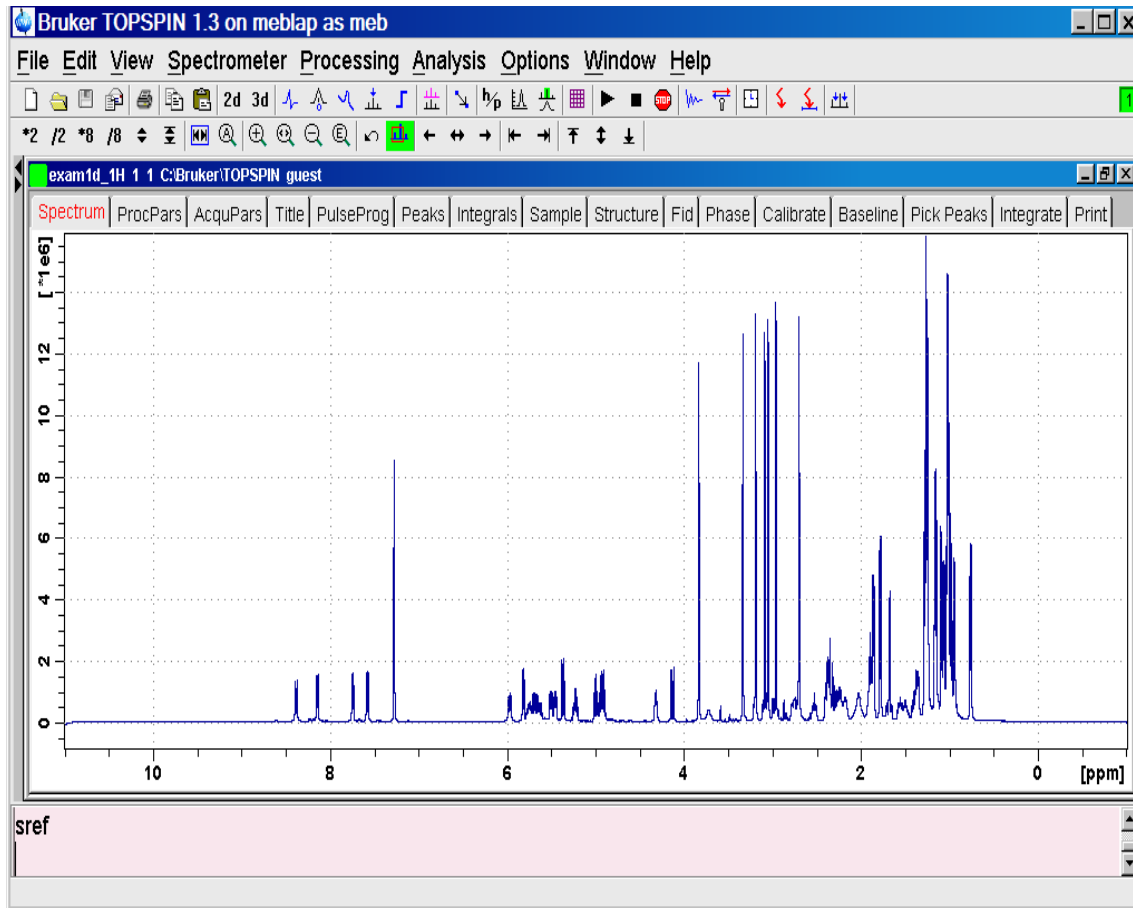 Bruker TOPSPIN 1.3 on meblap as meb
File Edit View Spectrometer Processing Analysis Options Window Help
2d 3d h/p STOP 1
*2 /2 *8 /8 A E
exam1d_1H 1 1 C:\Bruker\TOPSPIN guest
Spectrum ProcPars AcquPars Title PulseProg Peaks Integrals Sample Structure Fid Phase Calibrate Baseline Pick Peaks Integrate Print
[*1e6]
12
10
8
6
4
2
0
10 8 6 4 2 0 [ppm]
sref